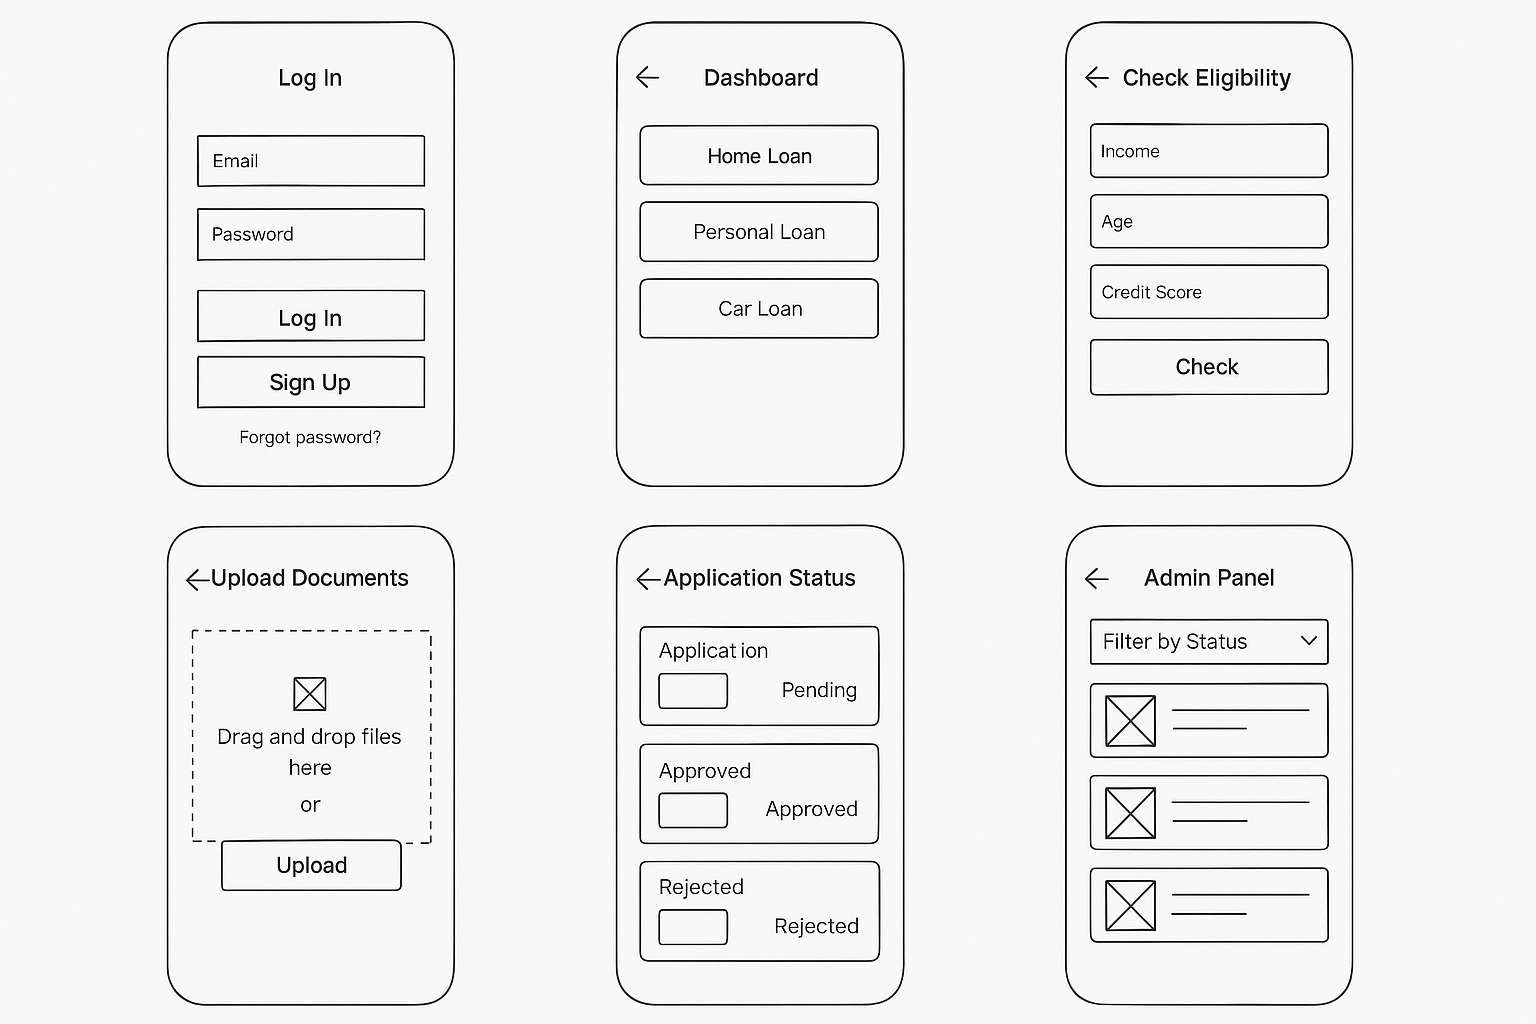 Log In
Email
Password
Log In
Sign Up
Forgot password?
Dashboard
Home Loan
Personal Loan
Car Loan
Check Eligibility
Income
Age
Credit Score
Check
Upload Documents
Drag and drop files
here
or
Upload
Application Status
Application
Pending
Approved
Approved
Rejected
Rejected
Admin Panel
Filter by Status